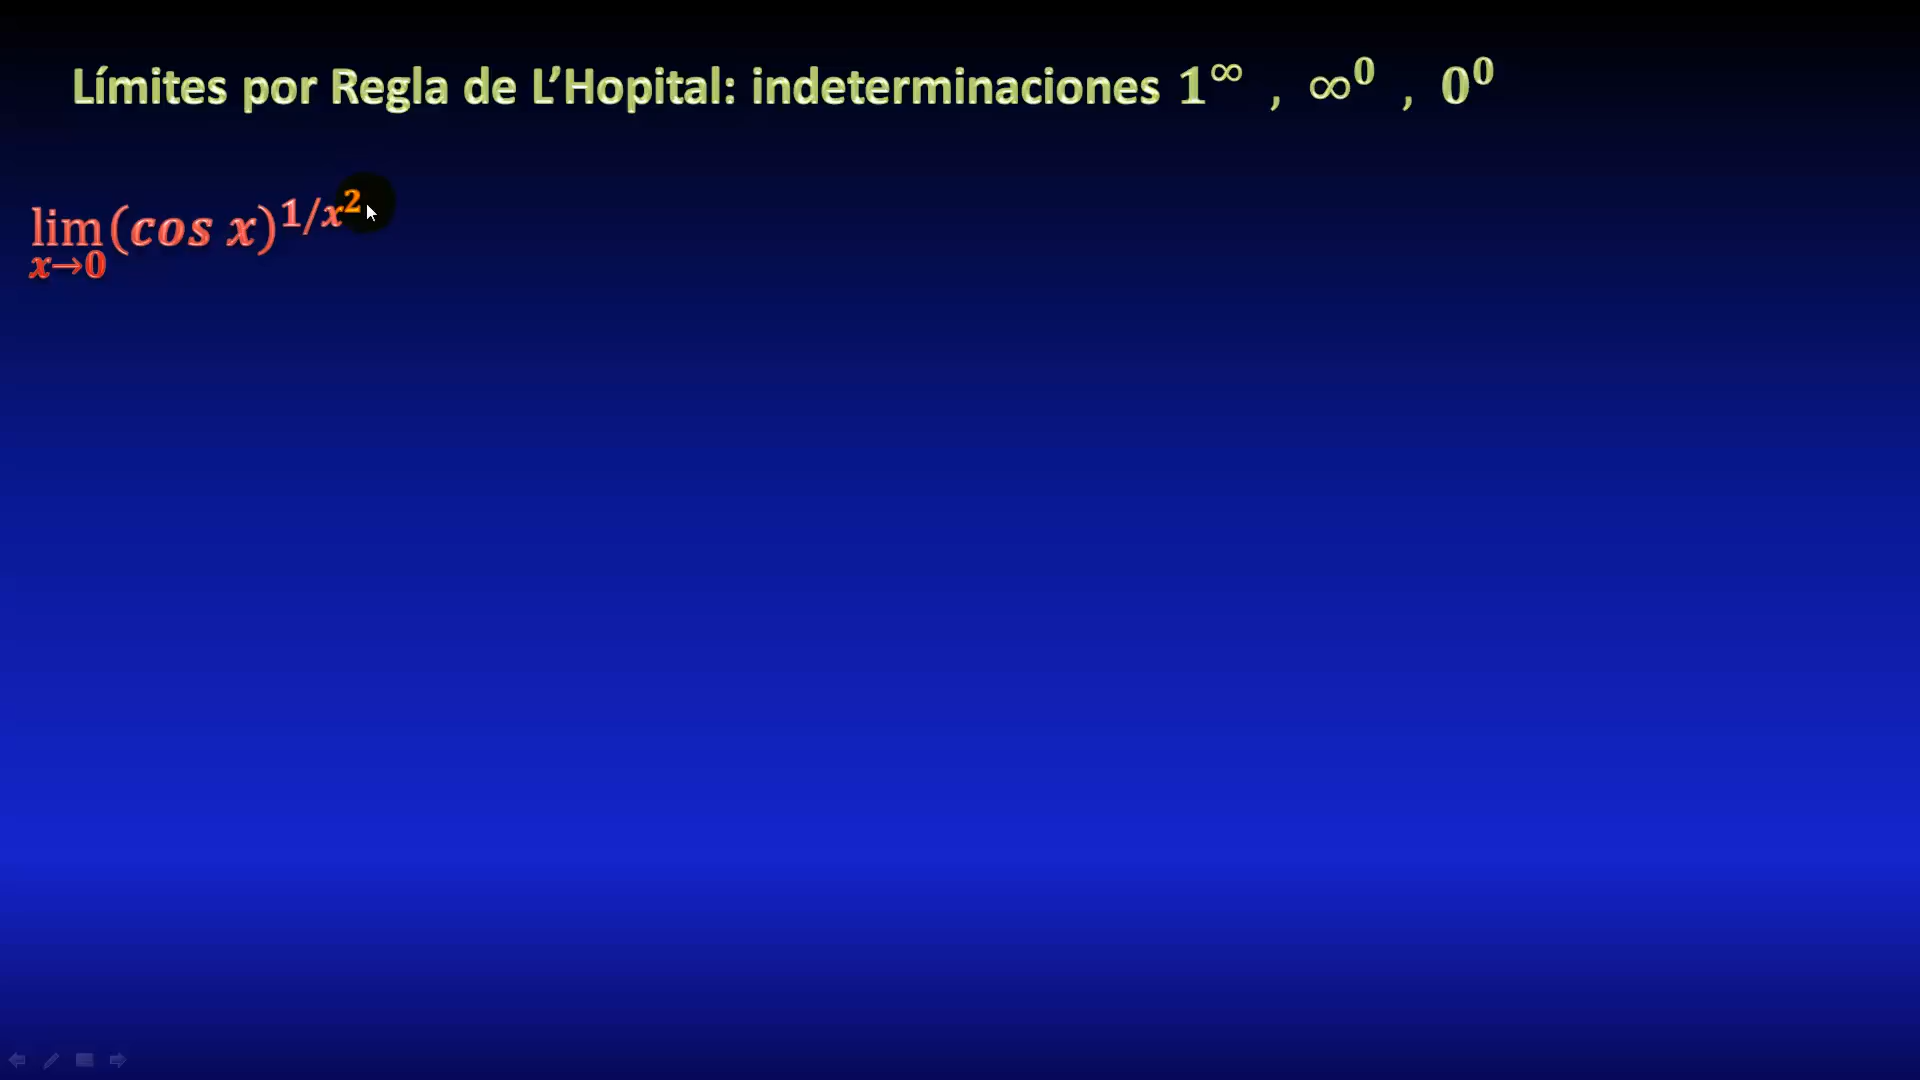 Límites por Regla de L’Hopital: indeterminaciones 1^∞ , ∞^0 , 0^0
lim (cos x)^{1/x^2}
x→0